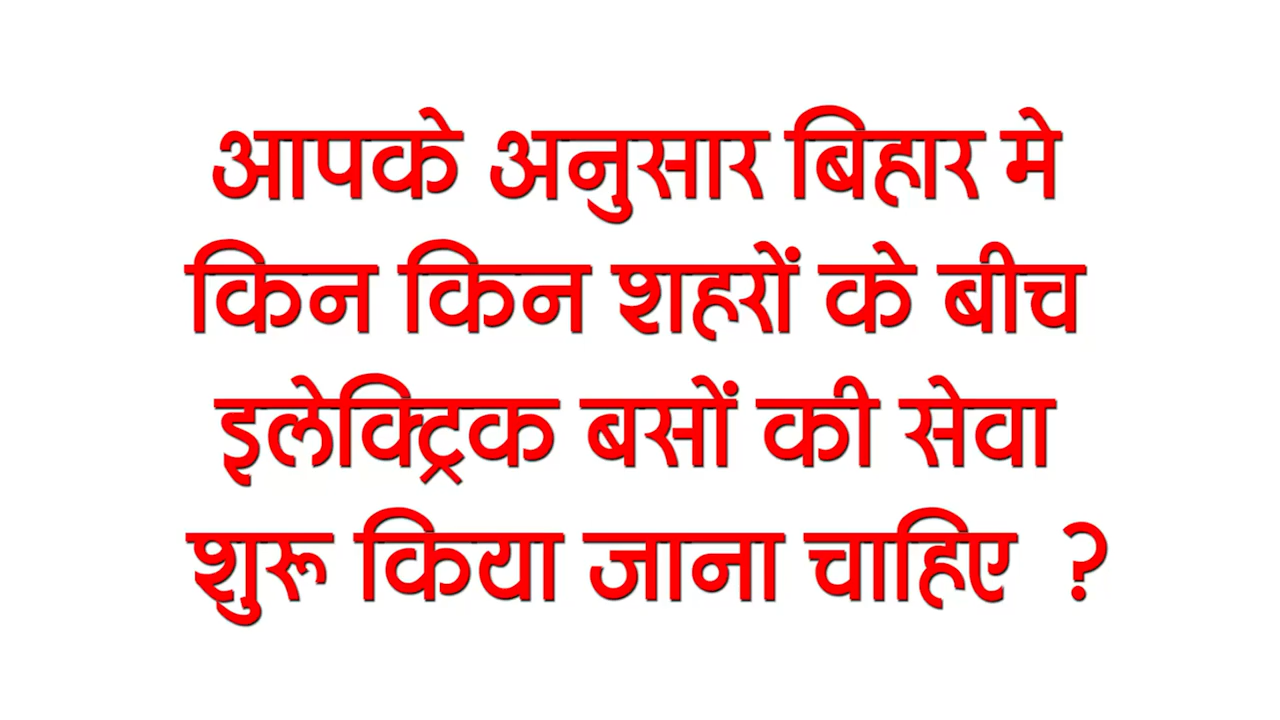 आपके अनुसार बिहार मे
किन किन शहरों के बीच
इलेक्ट्रिक बसों की सेवा
शुरू किया जाना चाहिए ?